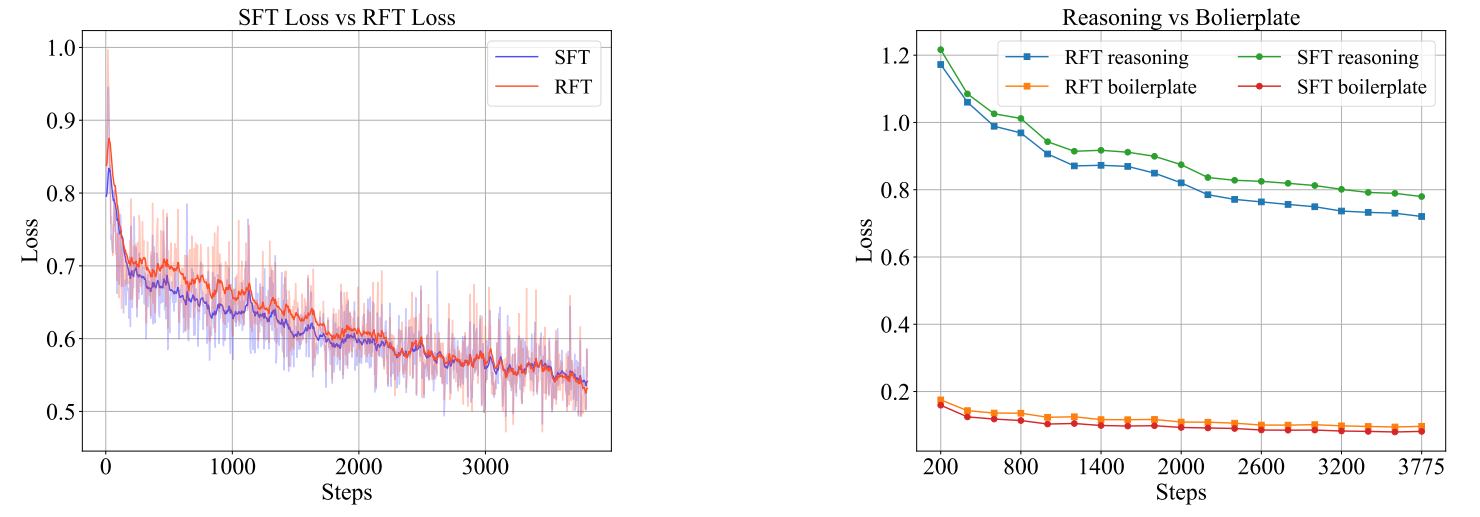 SFT Loss vs RFT Loss
Loss
1.0
0.9
0.8
0.7
0.6
0.5
SFT
RFT
0 1000 2000 3000
Steps
Reasoning vs Bolierplate
Loss
1.2
1.0
0.8
0.6
0.4
0.2
RFT reasoning
RFT boilerplate
SFT reasoning
SFT boilerplate
200 800 1400 2000 2600 3200 3775
Steps